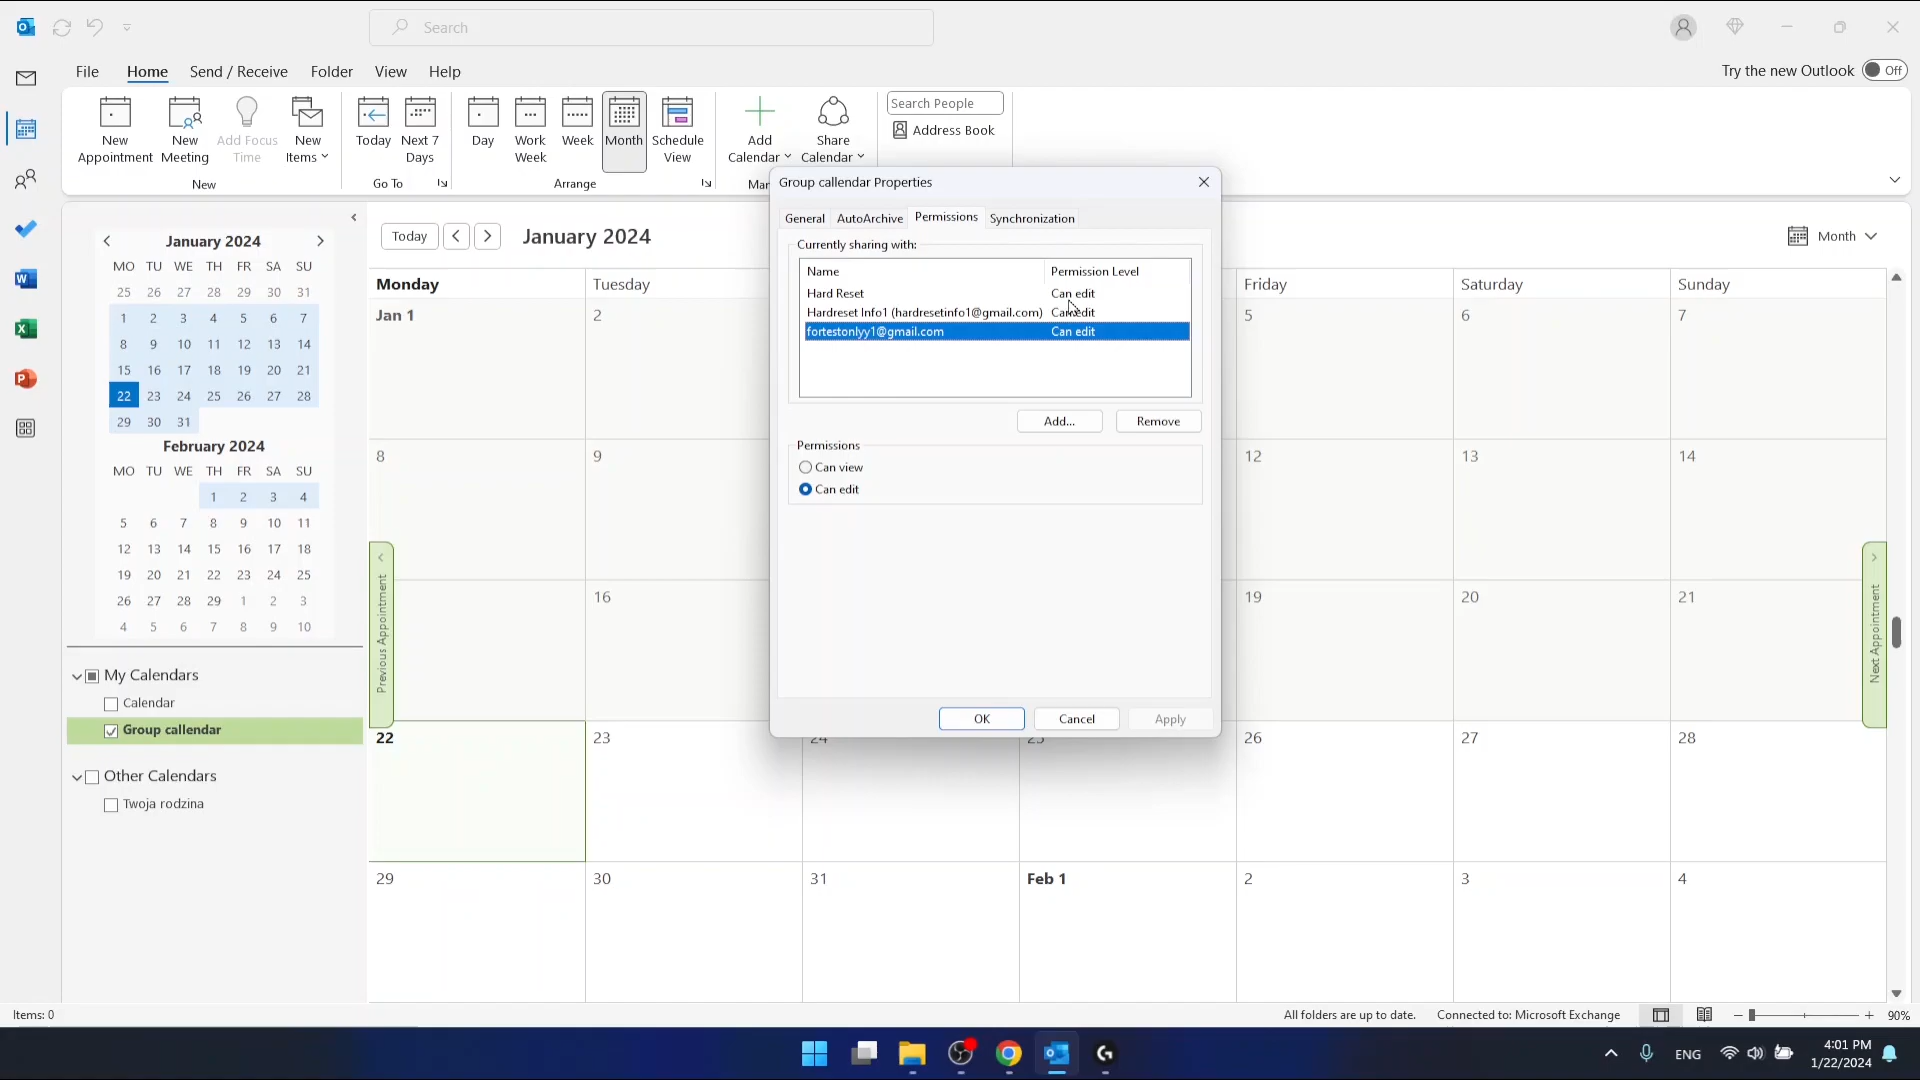 Search
File Home Send / Receive Folder View Help
Try the new Outlook Off
New Appointment
New Meeting
Add Focus Time
New Items
New
Today
Next 7 Days
Go To
Day
Work Week
Week
Month
Schedule View
Arrange
Add Calendar
Share Calendar
Search People
Address Book
January 2024
MO TU WE TH FR SA SU
25 26 27 28 29 30 31
1 2 3 4 5 6 7
8 9 10 11 12 13 14
15 16 17 18 19 20 21
22 23 24 25 26 27 28
29 30 31
February 2024
MO TU WE TH FR SA SU
1 2 3 4
5 6 7 8 9 10 11
12 13 14 15 16 17 18
19 20 21 22 23 24 25
26 27 28 29 1 2 3
4 5 6 7 8 9 10
My Calendars
Calendar
Group callendar
Other Calendars
Twoja rodzina
Today January 2024
Month
Monday Tuesday Friday Saturday Sunday
Jan 1 2 5 6 7
8 9 12 13 14
16 19 20 21
22 23 24 25 26 27 28
29 30 31 Feb 1 2 3 4
Previous Appointment
Next Appointment
Group callendar Properties
General AutoArchive Permissions Synchronization
Currently sharing with:
Name Permission Level
Hard Reset Can edit
Hardreset Info1 (hardresetinfo1@gmail.com) Can edit
fortestonlyy1@gmail.com Can edit
Add... Remove
Permissions
Can view
Can edit
OK Cancel Apply
Items: 0
All folders are up to date. Connected to: Microsoft Exchange 90%
ENG
4:01 PM
1/22/2024